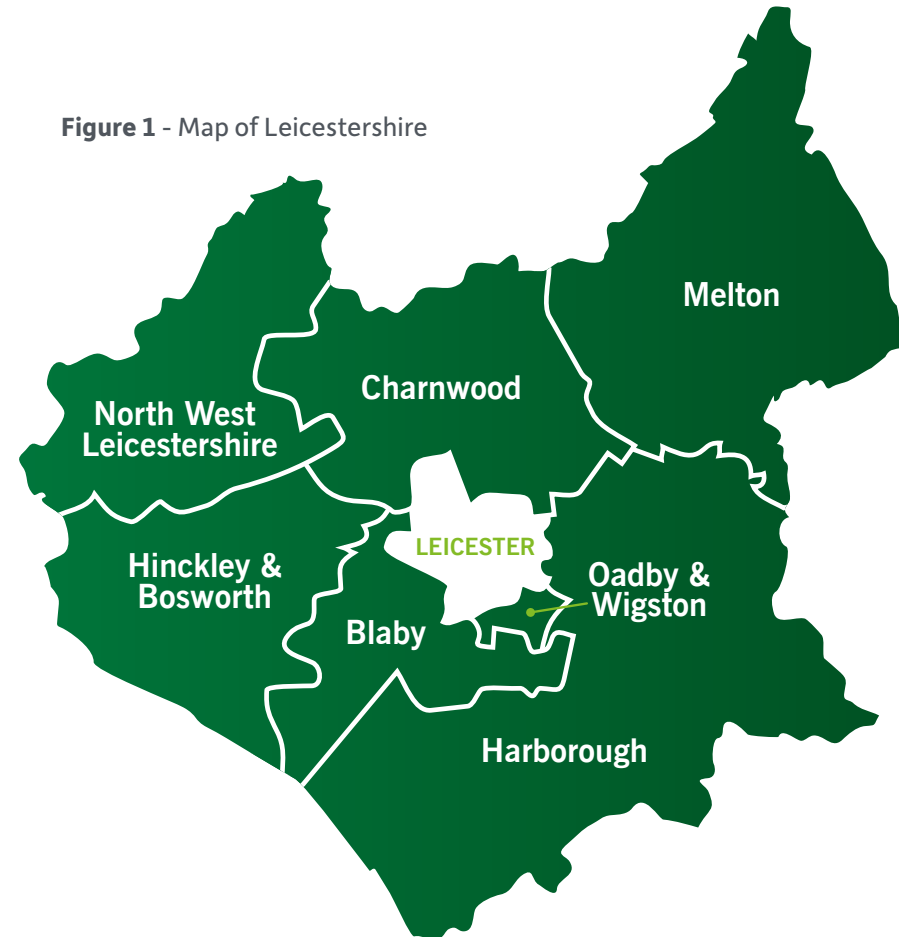 Figure 1 - Map of Leicestershire
Melton
Charnwood
North West
Leicestershire
LEICESTER
Hinckley &
Bosworth
Oadby &
Wigston
Blaby
Harborough